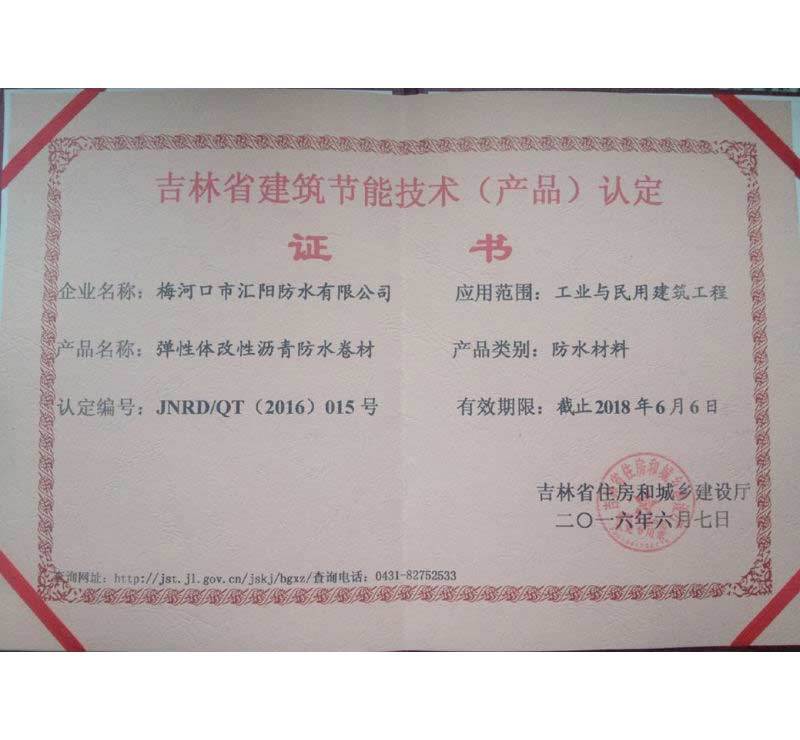 吉林省建筑节能技术（产品）认定
证 书
企业名称：梅河口市汇阳防水有限公司
应用范围：工业与民用建筑工程
产品名称：弹性体改性沥青防水卷材
产品类别：防水材料
认定编号：JNRD/QT（2016）015号
有效期限：截止2018年6月6日
吉林省住房和城乡建设厅
二〇一六年六月七日
查询网址：http://jst.jl.gov.cn/jskj/bgxz/查询电话：0431-82752533